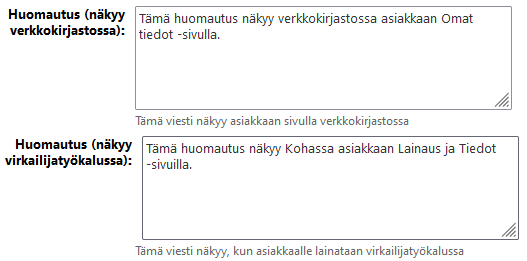 Huomautus (näkyy verkkokirjastossa):
Tämä huomautus näkyy verkkokirjastossa asiakkaan Omat
tiedot -sivulla.
Tämä viesti näkyy asiakkaan sivulla verkkokirjastossa
Huomautus (näkyy virkailijatyökalussa):
Tämä huomautus näkyy Kohassa asiakkaan Lainaus ja Tiedot
-sivuilla.
Tämä viesti näkyy, kun asiakkaalle lainataan virkailijatyökalussa